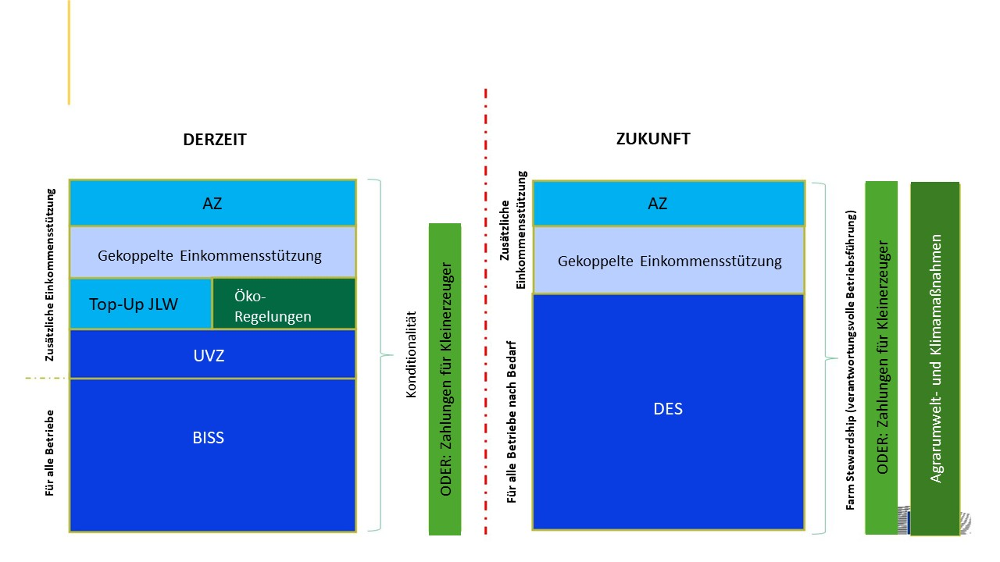 DERZEIT
Zusätzliche Einkommensstützung
Für alle Betriebe
AZ
Gekoppelte Einkommensstützung
Top-Up JLW
Öko-
Regelungen
UVZ
BISS
Konditionalität
ODER: Zahlungen für Kleinerzeuger
ZUKUNFT
Zusätzliche
Einkommensstützung
Für alle Betriebe nach Bedarf
AZ
Gekoppelte Einkommensstützung
DES
Farm Stewardship (verantwortungsvolle Betriebsführung)
ODER: Zahlungen für Kleinerzeuger
Agrarumwelt- und Klimamaßnahmen